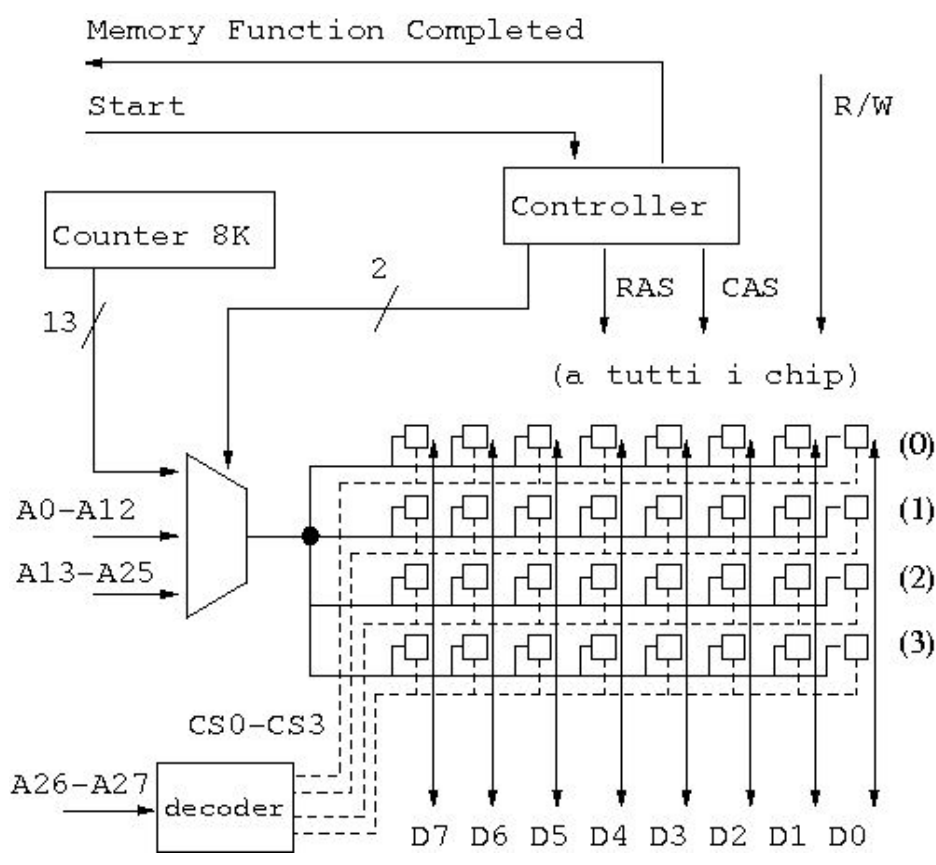 Memory Function Completed
Start
R/W
Controller
Counter 8K
2
RAS
CAS
13
(a tutti i chip)
(0)
A0-A12
(1)
A13-A25
(2)
(3)
CS0-CS3
A26-A27
decoder
D7 D6 D5 D4 D3 D2 D1 D0